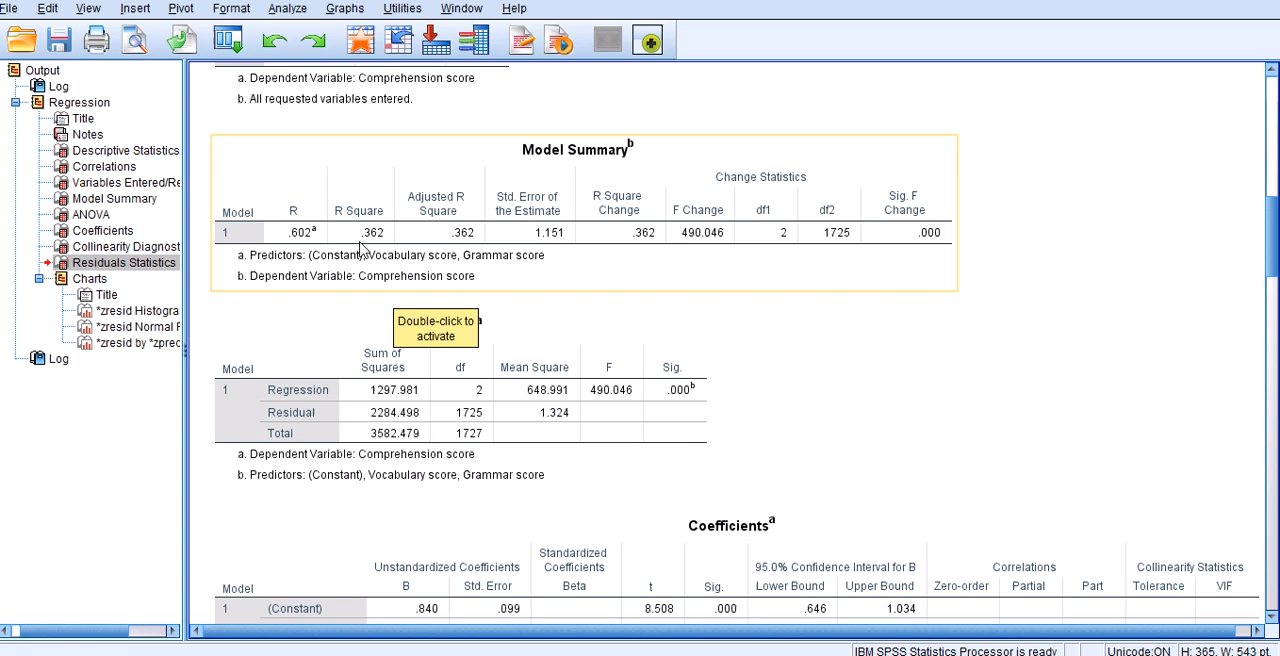 File Edit View Insert Pivot Format Analyze Graphs Utilities Window Help
Output
Log
Regression
Title
Notes
Descriptive Statistics
Correlations
Variables Entered/Re
Model Summary
ANOVA
Coefficients
Collinearity Diagnost
Residuals Statistics
Charts
Title
*zresid Histogra
*zresid Normal F
*zresid by *zpred
Log
a. Dependent Variable: Comprehension score
b. All requested variables entered.
Model Summaryb
Change Statistics
Model R R Square Adjusted R Square Std. Error of the Estimate R Square Change F Change df1 df2 Sig. F Change
1 .602a .362 .362 1.151 .362 490.046 2 1725 .000
a. Predictors: (Constant), Vocabulary score, Grammar score
b. Dependent Variable: Comprehension score
Double-click to
activate
a
Model Sum of Squares df Mean Square F Sig.
1 Regression 1297.981 2 648.991 490.046 .000b
Residual 2284.498 1725 1.324
Total 3582.479 1727
a. Dependent Variable: Comprehension score
b. Predictors: (Constant), Vocabulary score, Grammar score
Coefficientsa
Unstandardized Coefficients Standardized Coefficients 95.0% Confidence Interval for B Correlations Collinearity Statistics
Model B Std. Error Beta t Sig. Lower Bound Upper Bound Zero-order Partial Part Tolerance VIF
1 (Constant) .840 .099 8.508 .000 .646 1.034
IBM SPSS Statistics Processor is ready Unicode:ON H: 365, W: 543 pt.